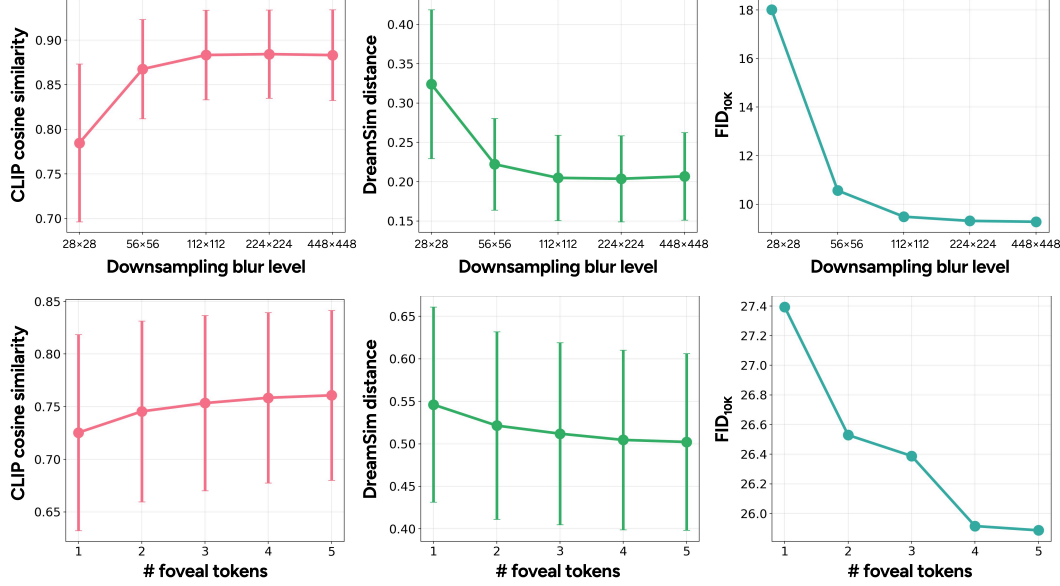 CLIP cosine similarity
0.90
0.85
0.80
0.75
0.70
28×28 56×56 112×112 224×224 448×448
Downsampling blur level
DreamSim distance
0.40
0.35
0.30
0.25
0.20
0.15
28×28 56×56 112×112 224×224 448×448
Downsampling blur level
FID10K
18
16
14
12
10
28×28 56×56 112×112 224×224 448×448
Downsampling blur level
CLIP cosine similarity
0.85
0.80
0.75
0.70
0.65
1 2 3 4 5
# foveal tokens
DreamSim distance
0.65
0.60
0.55
0.50
0.45
0.40
1 2 3 4 5
# foveal tokens
FID10K
27.4
27.2
27.0
26.8
26.6
26.4
26.2
26.0
1 2 3 4 5
# foveal tokens